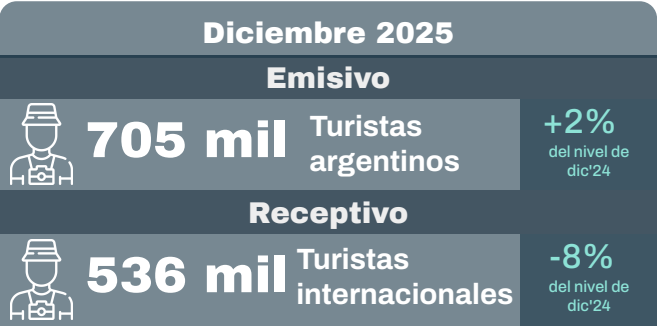 Diciembre 2025
Emisivo
705 mil
Turistas
argentinos
+2%
del nivel de
dic'24
Receptivo
536 mil
Turistas
internacionales
-8%
del nivel de
dic'24